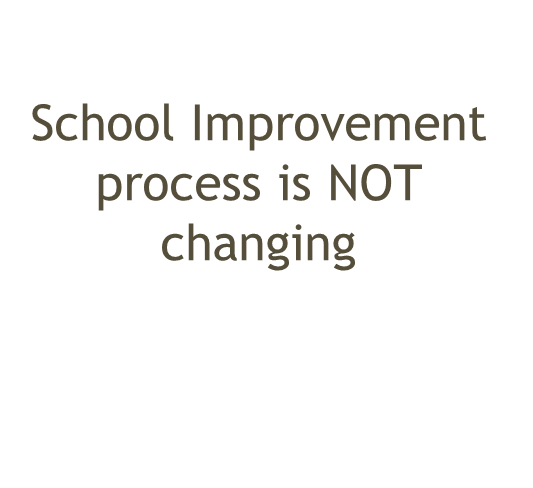 School Improvement
process is NOT
changing